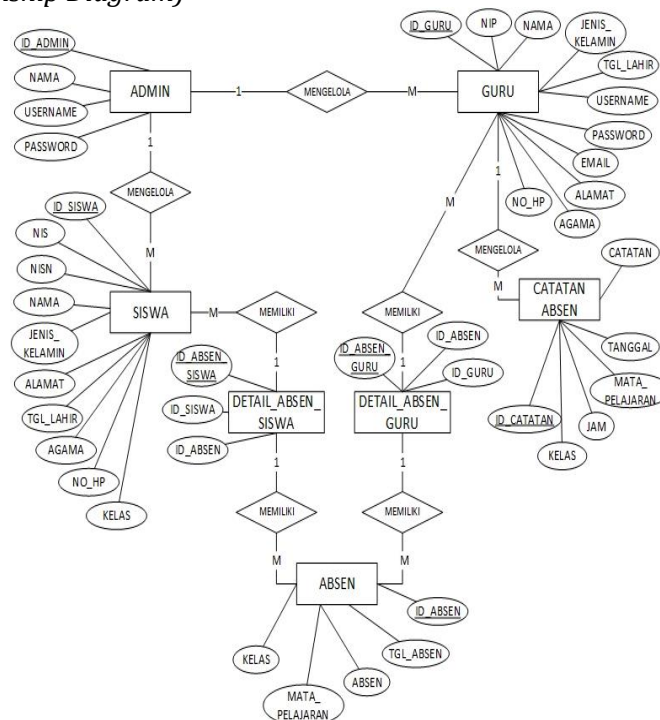 ship Diagram)
ID_ADMIN
NAMA
USERNAME
PASSWORD
ADMIN
1
MENGELOLA
M
GURU
ID_GURU
NIP
NAMA
JENIS_
KELAMIN
TGL_LAHIR
USERNAME
PASSWORD
EMAIL
ALAMAT
AGAMA
NO_HP
1
MENGELOLA
M
ID_SISWA
NIS
NISN
NAMA
JENIS_
KELAMIN
ALAMAT
TGL_LAHIR
AGAMA
NO_HP
KELAS
SISWA
M
MEMILIKI
1
ID_ABSEN_
SISWA
ID_SISWA
ID_ABSEN
DETAIL_ABSEN_
SISWA
M
MEMILIKI
1
ID_ABSEN_
GURU
ID_ABSEN
ID_GURU
DETAIL_ABSEN_
GURU
1
MENGELOLA
M
CATATAN
ABSEN
CATATAN
TANGGAL
MATA_
PELAJARAN
JAM
KELAS
ID_CATATAN
1
MEMILIKI
M
1
MEMILIKI
M
ABSEN
ID_ABSEN
TGL_ABSEN
ABSEN
MATA_
PELAJARAN
KELAS